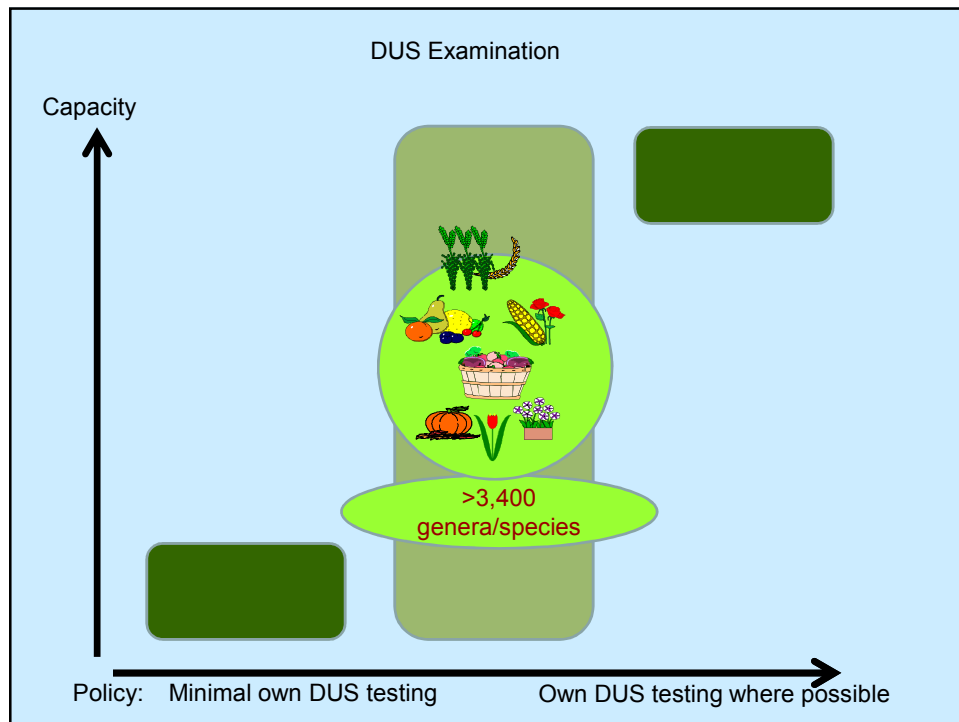 DUS Examination
Capacity
>3,400
genera/species
Policy: Minimal own DUS testing Own DUS testing where possible